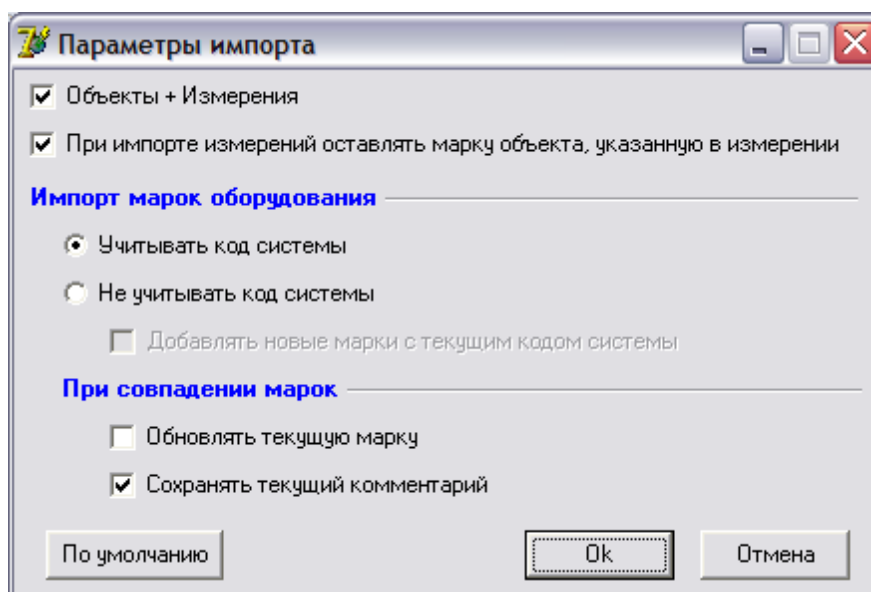 Параметры импорта
Объекты + Измерения
При импорте измерений оставлять марку объекта, указанную в измерении
Импорт марок оборудования
Учитывать код системы
Не учитывать код системы
Добавлять новые марки с текущим кодом системы
При совпадении марок
Обновлять текущую марку
Сохранять текущий комментарий
По умолчанию Ok Отмена